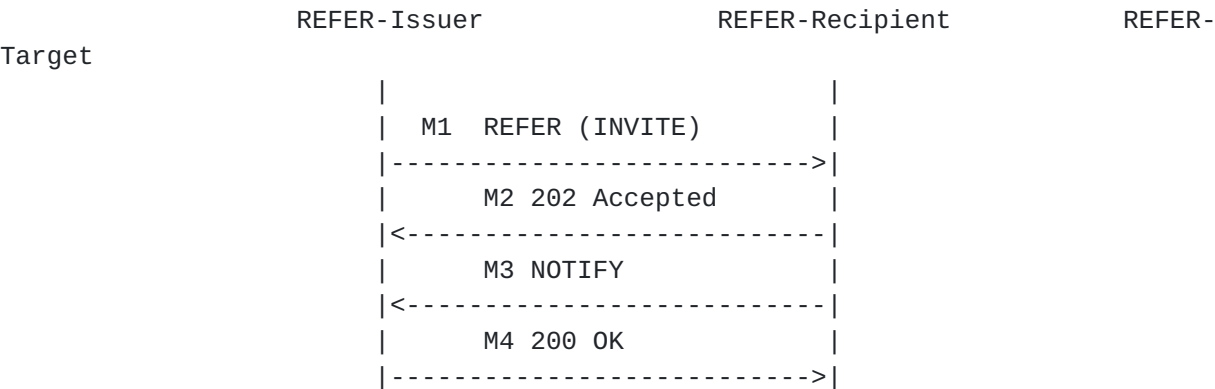 REFER-Issuer REFER-Recipient REFER-
Target
| |
| M1 REFER (INVITE) |
|--------------------------->|
| M2 202 Accepted |
|<---------------------------|
| M3 NOTIFY |
|<---------------------------|
| M4 200 OK |
|--------------------------->|